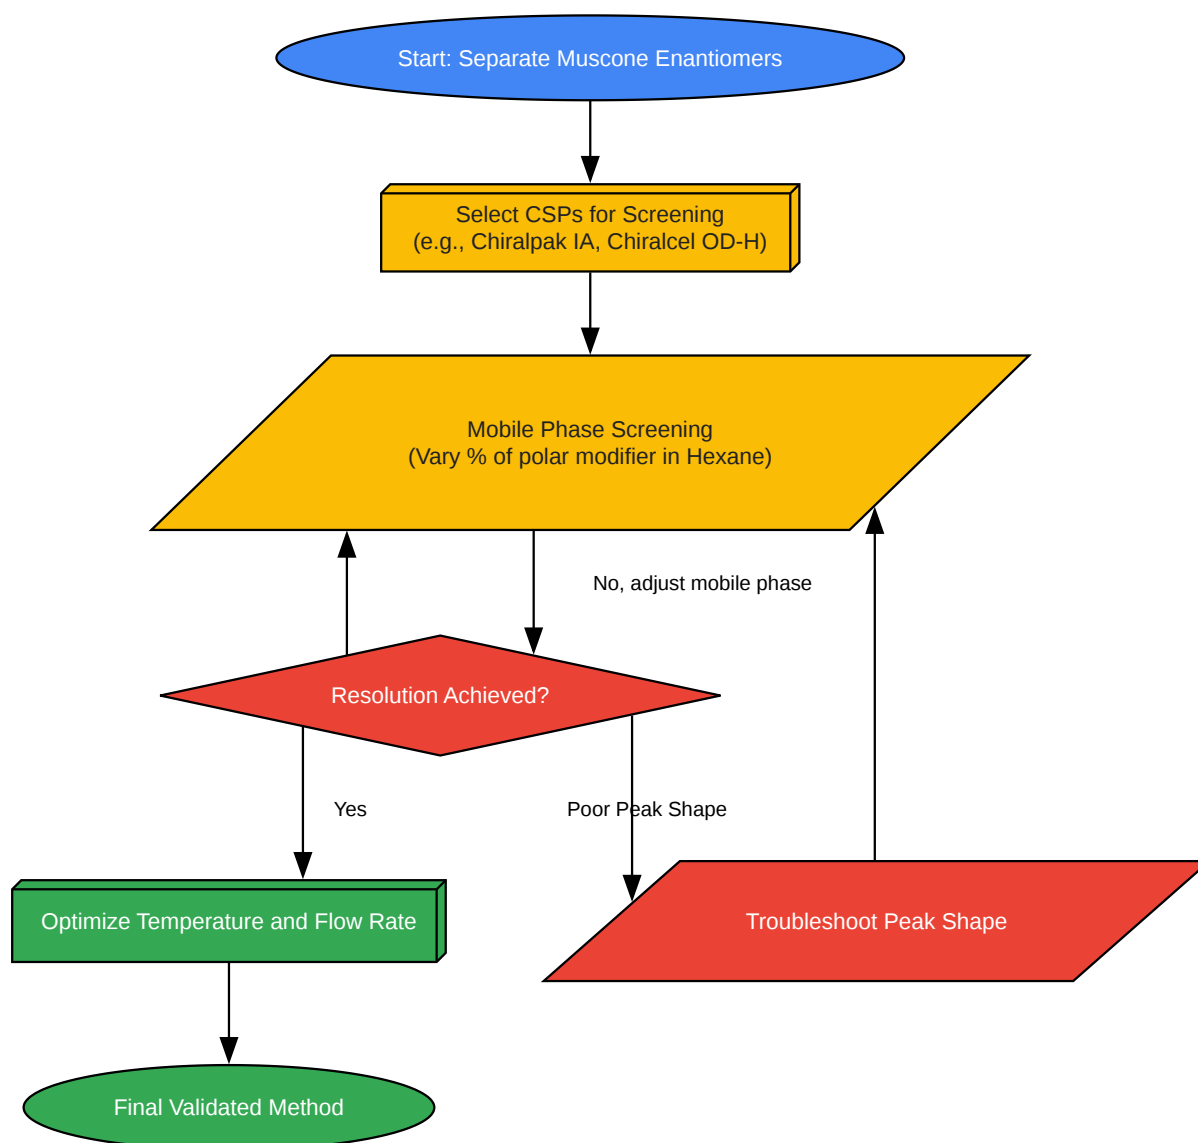 Start: Separate Muscone Enantiomers
Select CSPs for Screening
(e.g., Chiralpak IA, Chiralcel OD-H)
Mobile Phase Screening
(Vary % of polar modifier in Hexane)
No, adjust mobile phase
Resolution Achieved?
Yes
Poor Peak Shape
Optimize Temperature and Flow Rate
Troubleshoot Peak Shape
Final Validated Method